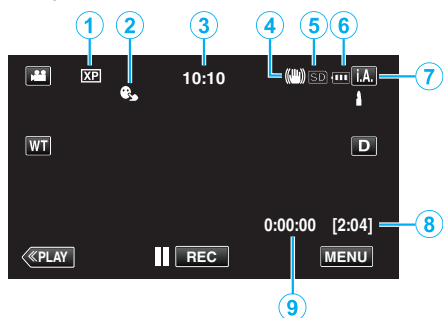 1 2 3 4 5 6
XP 10:10 SD i.A. 7
WT D
0:00:00 [2:04] 8
≪PLAY REC MENU
9